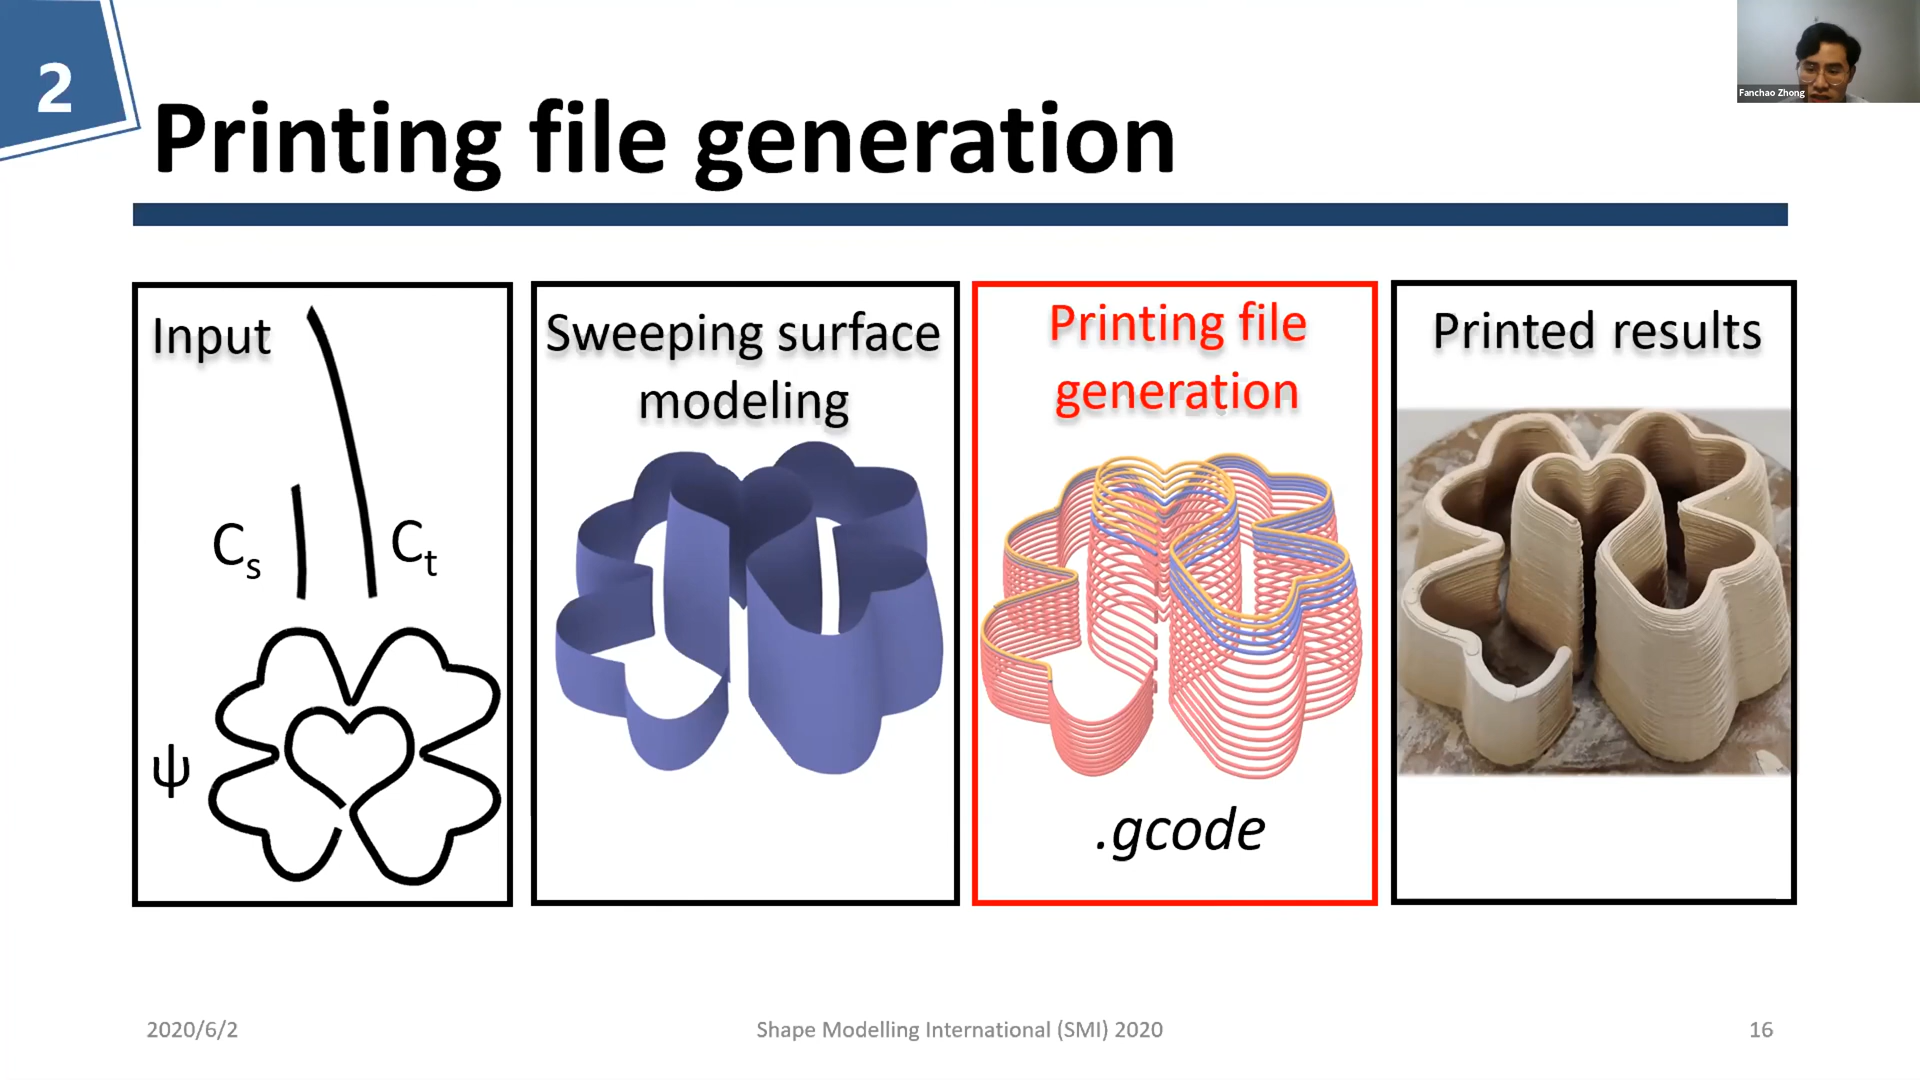 2
Printing file generation
Fanchao Zhong
Input
Cs
Ct
ψ
Sweeping surface
modeling
Printing file
generation
.gcode
Printed results
2020/6/2
Shape Modelling International (SMI) 2020
16